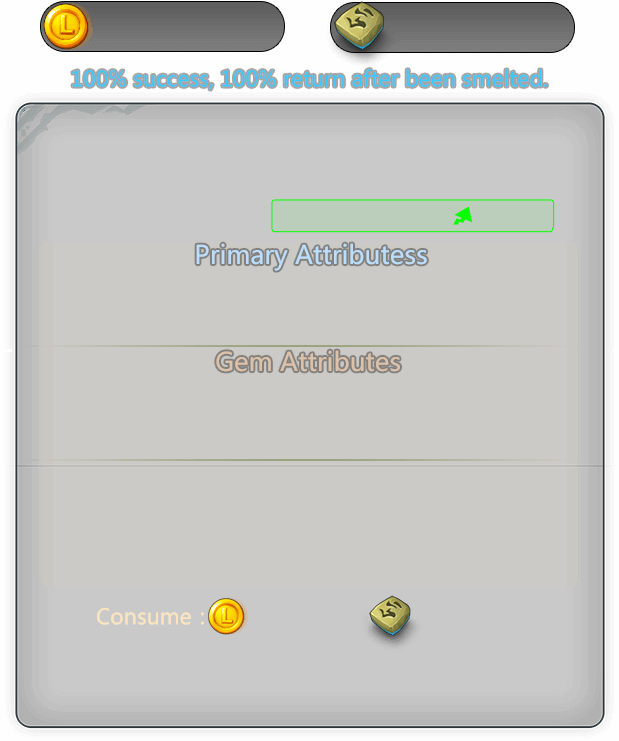 L
100% success, 100% return after been smelted.
Primary Attributess
Gem Attributes
Consume : L